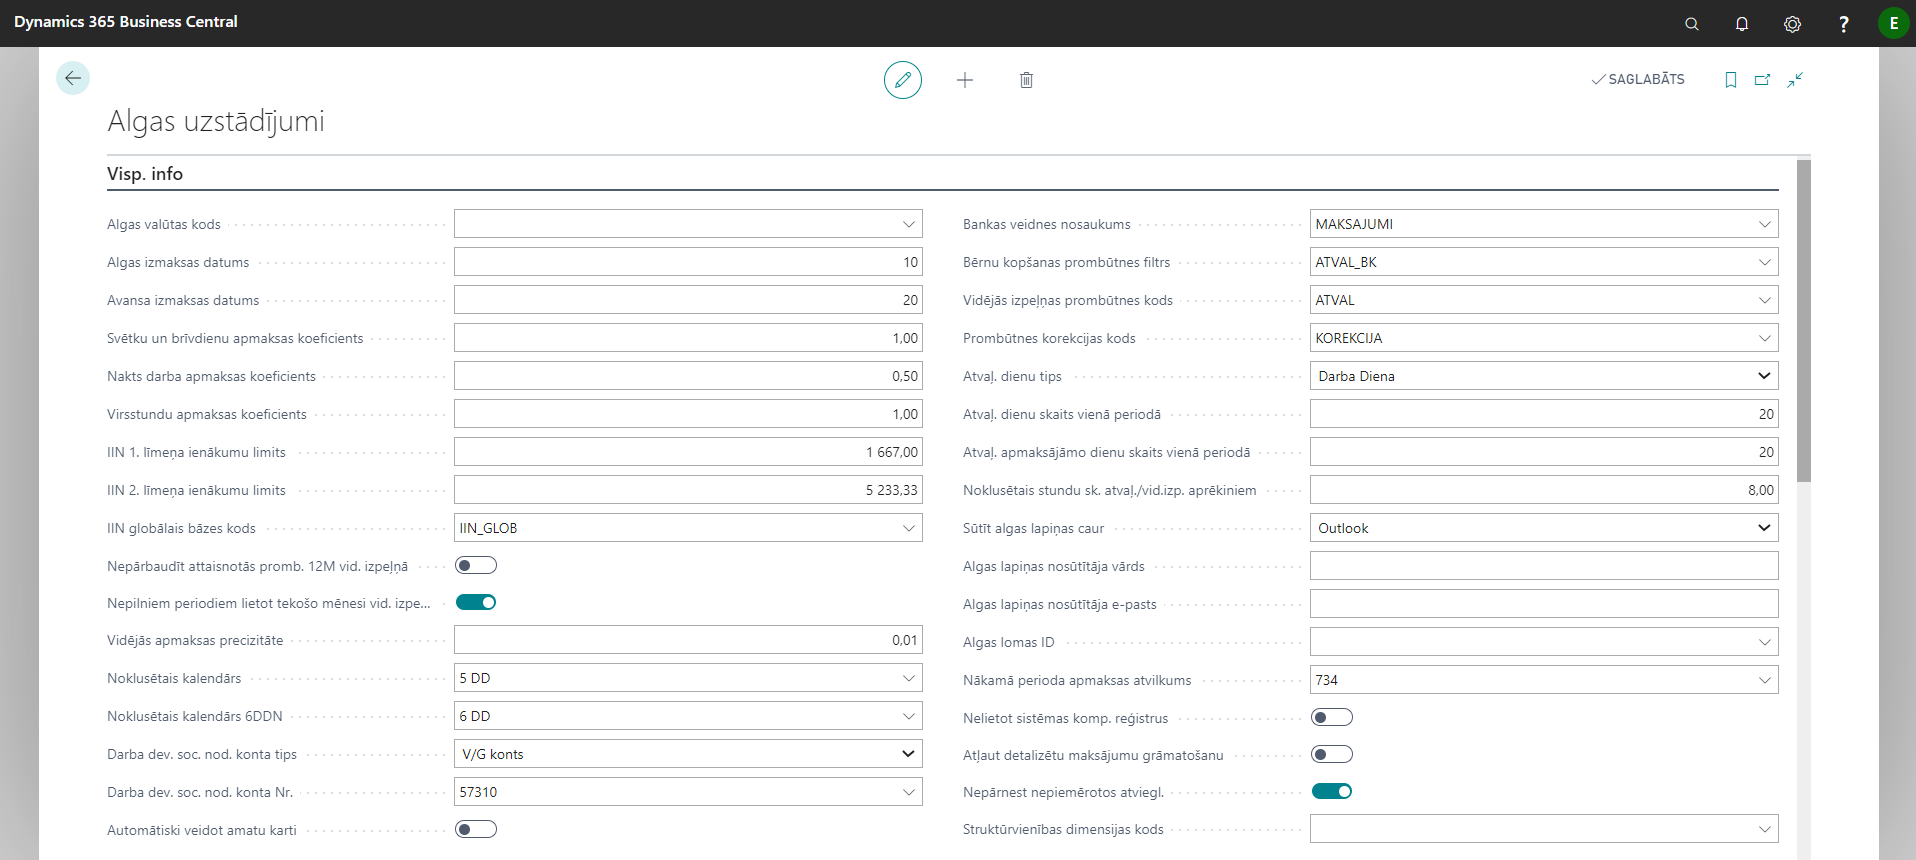 Dynamics 365 Business Central
E
SAGLABĀTS
Algas uzstādījumi
Visp. info
Algas valūtas kods
Algas izmaksas datums 10
Avansa izmaksas datums 20
Svētku un brīvdienu apmaksas koeficients 1,00
Nakts darba apmaksas koeficients 0,50
Virsstundu apmaksas koeficients 1,00
IIN 1. līmeņa ienākumu limits 1 667,00
IIN 2. līmeņa ienākumu limits 5 233,33
IIN globālais bāzes kods IIN_GLOB
Nepārbaudīt attaisnotās promb. 12M vid. izpeļņā
Nepilniem periodiem lietot tekošo mēnesi vid. izpe...
Vidējās apmaksas precizitāte 0,01
Noklusētais kalendārs 5 DD
Noklusētais kalendārs 6DDN 6 DD
Darba dev. soc. nod. konta tips V/G konts
Darba dev. soc. nod. konta Nr. 57310
Automātiski veidot amatu karti
Bankas veidnes nosaukums MAKSAJUMI
Bērnu kopšanas prombūtnes filtrs ATVAL_BK
Vidējās izpeļņas prombūtnes kods ATVAL
Prombūtnes korekcijas kods KOREKCIJA
Atvaļ. dienu tips Darba Diena
Atvaļ. dienu skaits vienā periodā 20
Atvaļ. apmaksājāmo dienu skaits vienā periodā 20
Noklusētais stundu sk. atvaļ./vid.izp. aprēķiniem 8,00
Sūtīt algas lapiņas caur Outlook
Algas lapiņas nosūtītāja vārds
Algas lapiņas nosūtītāja e-pasts
Algas lomas ID
Nākamā perioda apmaksas atvilkums 734
Nelietot sistēmas komp. reģistrus
Atļaut detalizētu maksājumu grāmatošanu
Nepārnest nepiemērotos atviegl.
Struktūrvienības dimensijas kods